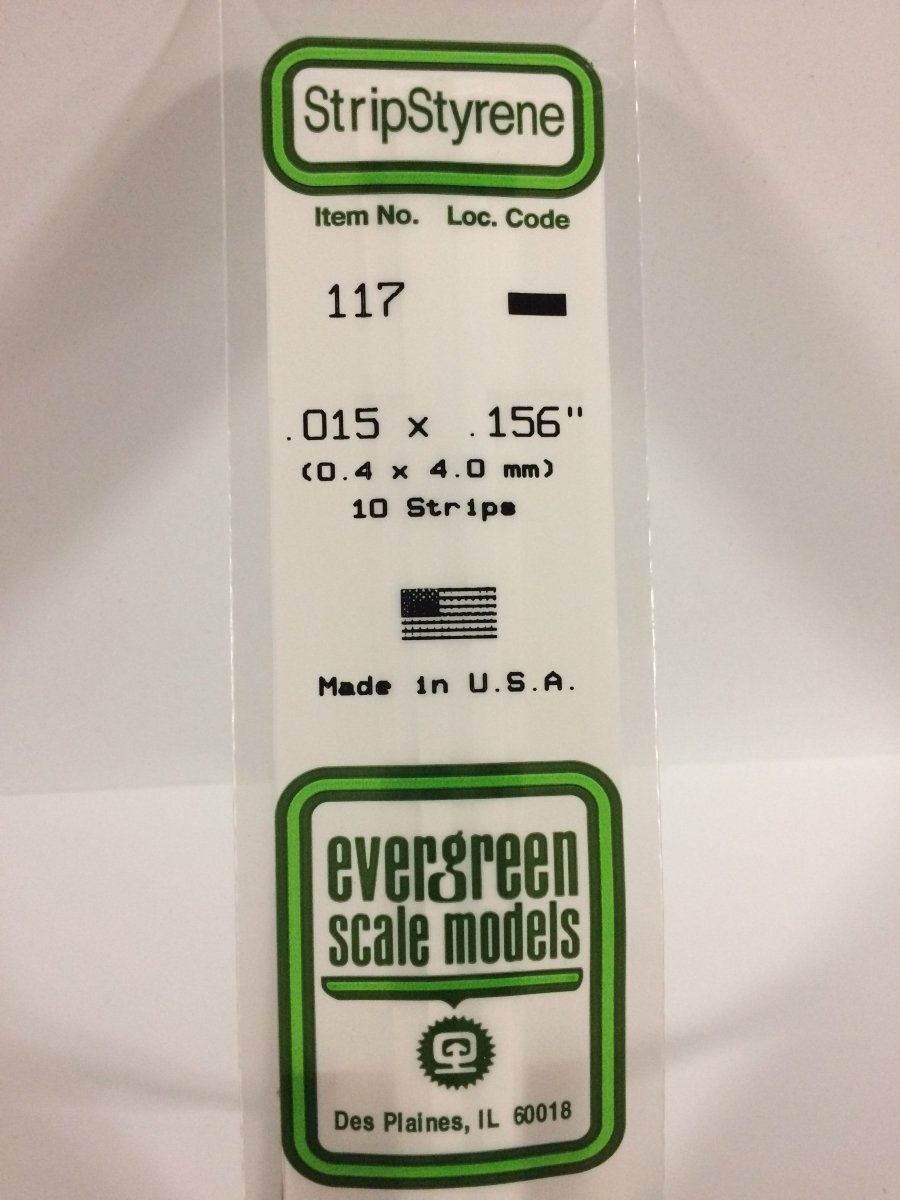 StripStyrene
Item No. Loc. Code
117
.015 x .156"
(0.4 x 4.0 mm)
10 Strips
Made in U.S.A.
evergreen
scale models
Des Plaines, IL 60018